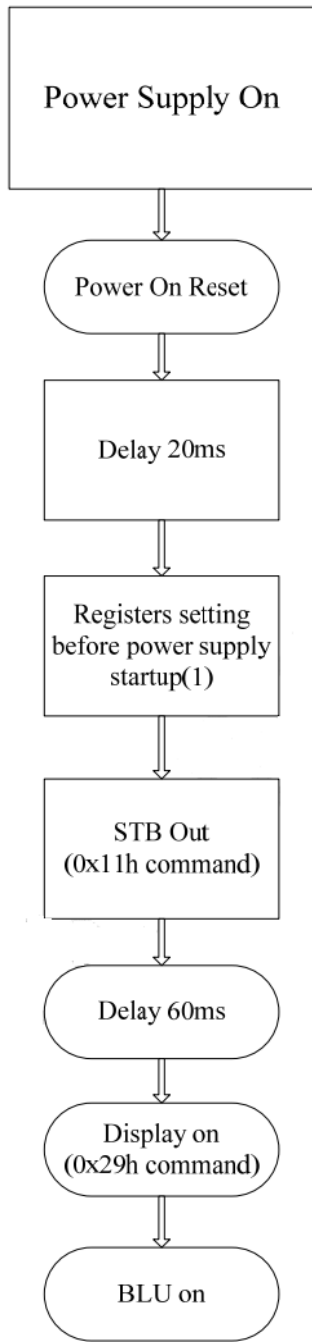 Power Supply On
Power On Reset
Delay 20ms
Registers setting
before power supply
startup(1)
STB Out
(0x11h command)
Delay 60ms
Display on
(0x29h command)
BLU on